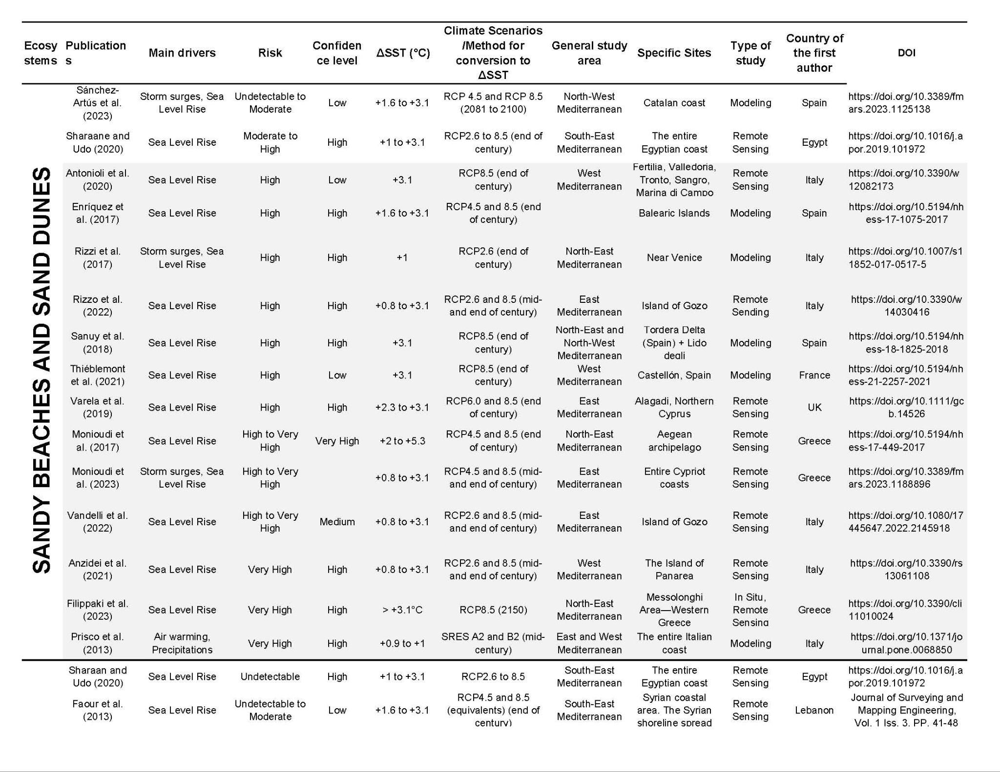 Ecosy
stems
Publication
s
Main drivers
Risk
Confiden
ce level
ΔSST (°C)
Climate Scenarios
/Method for
conversion to
ΔSST
General study
area
Specific Sites
Type of
study
Country of
the first
author
DOI
SANDY BEACHES AND SAND DUNES
Sánchez-
Artús et al.
(2023)
Storm surges, Sea
Level Rise
Undetectable to
Moderate
Low
+1.6 to +3.1
RCP 4.5 and RCP 8.5
(2081 to 2100)
North-West
Mediterranean
Catalan coast
Modeling
Spain
https://doi.org/10.3389/fm
ars.2023.1125138
Sharaane and
Udo (2020)
Sea Level Rise
Moderate to
High
High
+1 to +3.1
RCP2.6 to 8.5 (end of
century)
South-East
Mediterranean
The entire
Egyptian coast
Remote
Sensing
Egypt
https://doi.org/10.1016/j.a
por.2019.101972
Antonioli et al.
(2020)
Sea Level Rise
High
Low
+3.1
RCP8.5 (end of
century)
West
Mediterranean
Fertilia, Valledoria,
Tronto, Sangro,
Marina di Campo
Remote
Sensing
Italy
https://doi.org/10.3390/w
12082173
Enríquez et
al. (2017)
Sea Level Rise
High
High
+1.6 to +3.1
RCP4.5 and 8.5 (end
of century)
Balearic Islands
Modeling
Spain
https://doi.org/10.5194/nh
ess-17-1075-2017
Rizzi et al.
(2017)
Storm surges, Sea
Level Rise
High
High
+1
RCP2.6 (end of
century)
North-East
Mediterranean
Near Venice
Modeling
Italy
https://doi.org/10.1007/s1
1852-017-0517-5
Rizzo et al.
(2022)
Sea Level Rise
High
High
+0.8 to +3.1
RCP2.6 and 8.5 (mid-
and end of century)
East
Mediterranean
Island of Gozo
Remote
Sending
Italy
https://doi.org/10.3390/w
14030416
Sanuy et al.
(2018)
Sea Level Rise
High
High
+3.1
RCP8.5 (end of
century)
North-East and
North-West
Mediterranean
Tordera Delta
(Spain) + Lido
degli
Modeling
Spain
https://doi.org/10.5194/nh
ess-18-1825-2018
Thiéblemont
et al. (2021)
Sea Level Rise
High
Low
+3.1
RCP8.5 (end of
century)
West
Mediterranean
Castellón, Spain
Modeling
France
https://doi.org/10.5194/nh
ess-21-2257-2021
Varela et al.
(2019)
Sea Level Rise
High
High
+2.3 to +3.1
RCP6.0 and 8.5 (end
of century)
East
Mediterranean
Alagadi, Northern
Cyprus
Remote
Sensing
UK
https://doi.org/10.1111/gc
b.14526
Monioudi et
al. (2017)
Sea Level Rise
High to Very
High
Very High
+2 to +5.3
RCP4.5 and 8.5 (end
of century)
North-East
Mediterranean
Aegean
archipelago
Remote
Sensing
Greece
https://doi.org/10.5194/nh
ess-17-449-2017
Monioudi et
al. (2023)
Storm surges, Sea
Level Rise
High to Very
High
+0.8 to +3.1
RCP4.5 and 8.5 (mid-
and end of century)
East
Mediterranean
Entire Cypriot
coasts
Remote
Sensing
Greece
https://doi.org/10.3389/fm
ars.2023.1188896
Vandelli et al.
(2022)
Sea Level Rise
High to Very
High
Medium
+0.8 to +3.1
RCP2.6 and 8.5 (mid-
and end of century)
East
Mediterranean
Island of Gozo
Remote
Sensing
Italy
https://doi.org/10.1080/17
445647.2022.2145918
Anzidei et al.
(2021)
Sea Level Rise
Very High
High
+0.8 to +3.1
RCP2.6 and 8.5 (mid-
and end of century)
West
Mediterranean
The Island of
Panarea
Remote
Sensing
Italy
https://doi.org/10.3390/rs
13061108
Filippaki et al.
(2023)
Sea Level Rise
Very High
High
> +3.1°C
RCP8.5 (2150)
North-East
Mediterranean
Messolonghi
Area—Western
Greece
In Situ,
Remote
Sensing
Greece
https://doi.org/10.3390/cli
11010024
Prisco et al.
(2013)
Air warming,
Precipitations
Very High
High
+0.9 to +1
SRES A2 and B2 (mid-
century)
East and West
Mediterranean
The entire Italian
coast
Modeling
Italy
https://doi.org/10.1371/jo
urnal.pone.0068850
Sharaan and
Udo (2020)
Sea Level Rise
Undetectable
High
+1 to +3.1
RCP2.6 to 8.5
South-East
Mediterranean
The entire
Egyptian coast
Remote
Sensing
Egypt
https://doi.org/10.1016/j.a
por.2019.101972
Faour et al.
(2013)
Sea Level Rise
Undetectable to
Moderate
Low
+1.6 to +3.1
RCP4.5 and 8.5
(equivalents) (end of
century)
South-East
Mediterranean
Syrian coastal
area. The Syrian
shoreline spread
Remote
Sensing
Lebanon
Journal of Surveying and
Mapping Engineering,
Vol. 1 Iss. 3, PP. 41-48